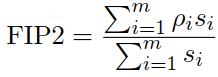 FIP2 = \frac{\sum_{i=1}^{m} \rho_i s_i}{\sum_{i=1}^{m} s_i}